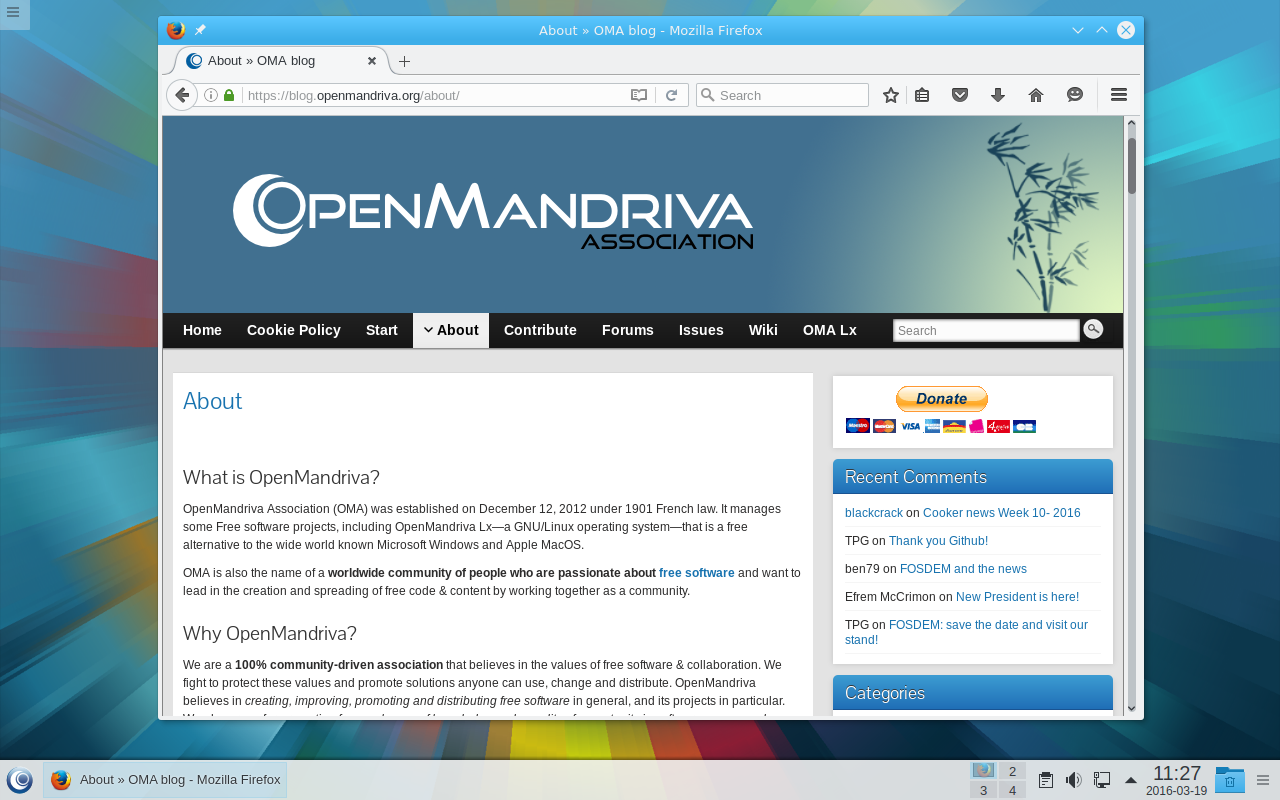 About » OMA blog - Mozilla Firefox
About » OMA blog
https://blog.openmandriva.org/about/
Search
OPENMANDRIVA
ASSOCIATION
Home Cookie Policy Start About Contribute Forums Issues Wiki OMA Lx Search
About
What is OpenMandriva?
OpenMandriva Association (OMA) was established on December 12, 2012 under 1901 French law. It manages
some Free software projects, including OpenMandriva Lx—a GNU/Linux operating system—that is a free
alternative to the wide world known Microsoft Windows and Apple MacOS.
OMA is also the name of a worldwide community of people who are passionate about free software and want to
lead in the creation and spreading of free code & content by working together as a community.
Why OpenMandriva?
We are a 100% community-driven association that believes in the values of free software & collaboration. We
fight to protect these values and promote solutions anyone can use, change and distribute. OpenMandriva
believes in creating, improving, promoting and distributing free software in general, and its projects in particular.
Donate
Maestro
VISA
Recent Comments
blackcrack on Cooker news Week 10- 2016
TPG on Thank you Github!
ben79 on FOSDEM and the news
Efrem McCrimon on New President is here!
TPG on FOSDEM: save the date and visit our
stand!
Categories
About » OMA blog - Mozilla Firefox
2
3 4
11:27
2016-03-19